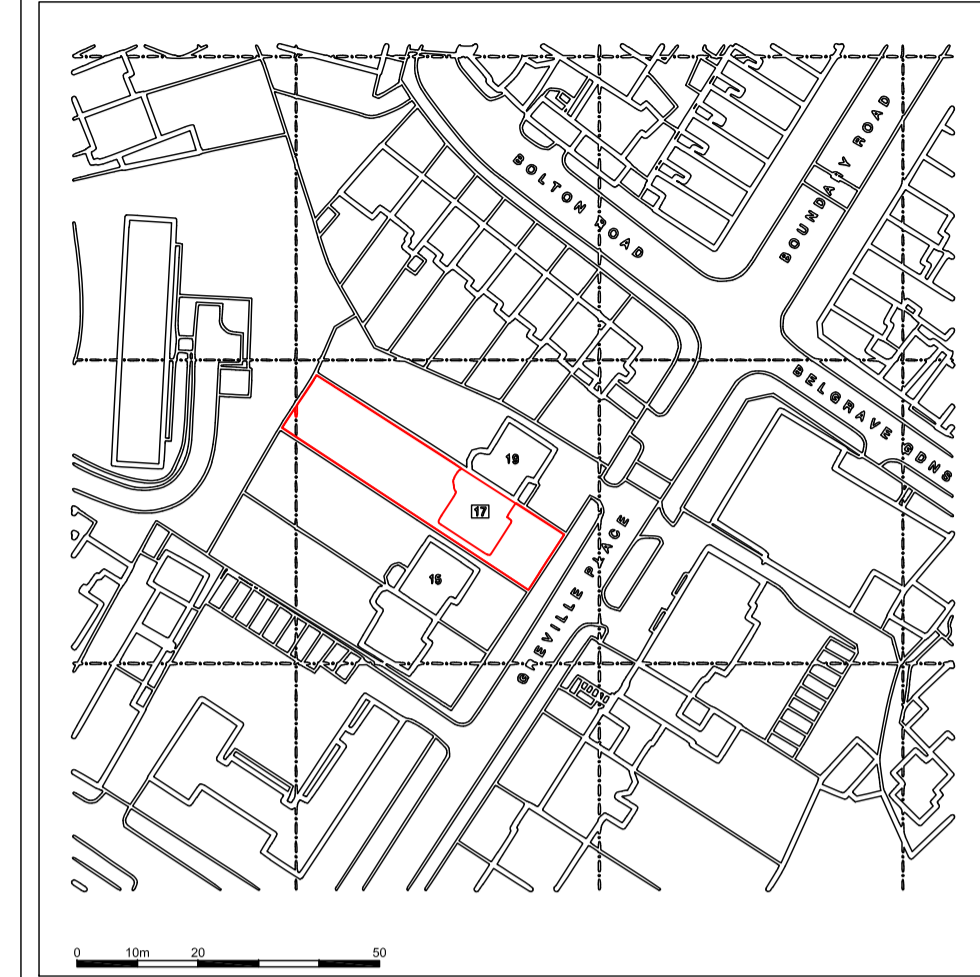 BOLTON ROAD
BOUNDARY ROAD
BELGRAVE GDNS
19
17
GREVILLE PLACE
15
0 10m 20 50